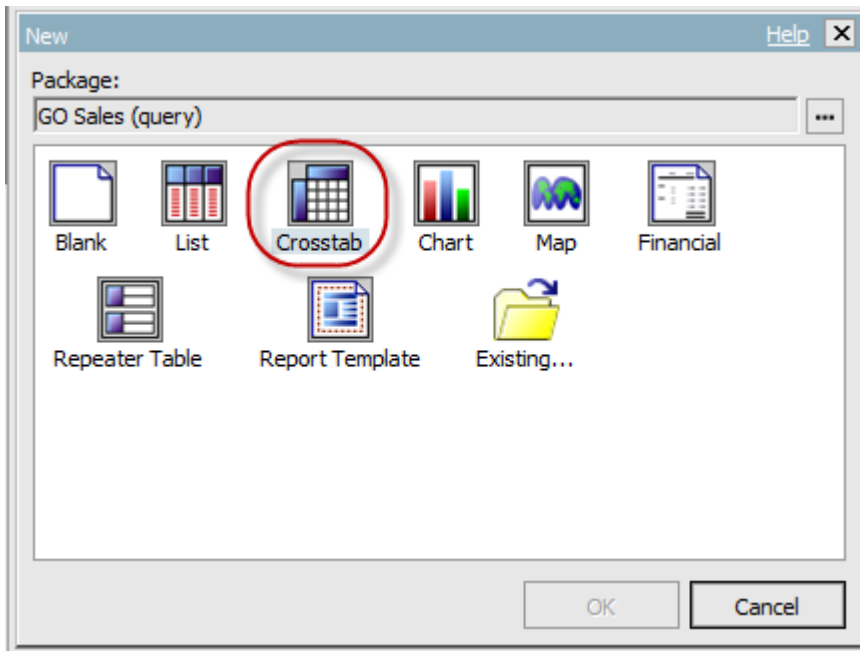 New Help
Package:
GO Sales (query) ...
Blank List Crosstab Chart Map Financial
Repeater Table Report Template Existing...
OK Cancel